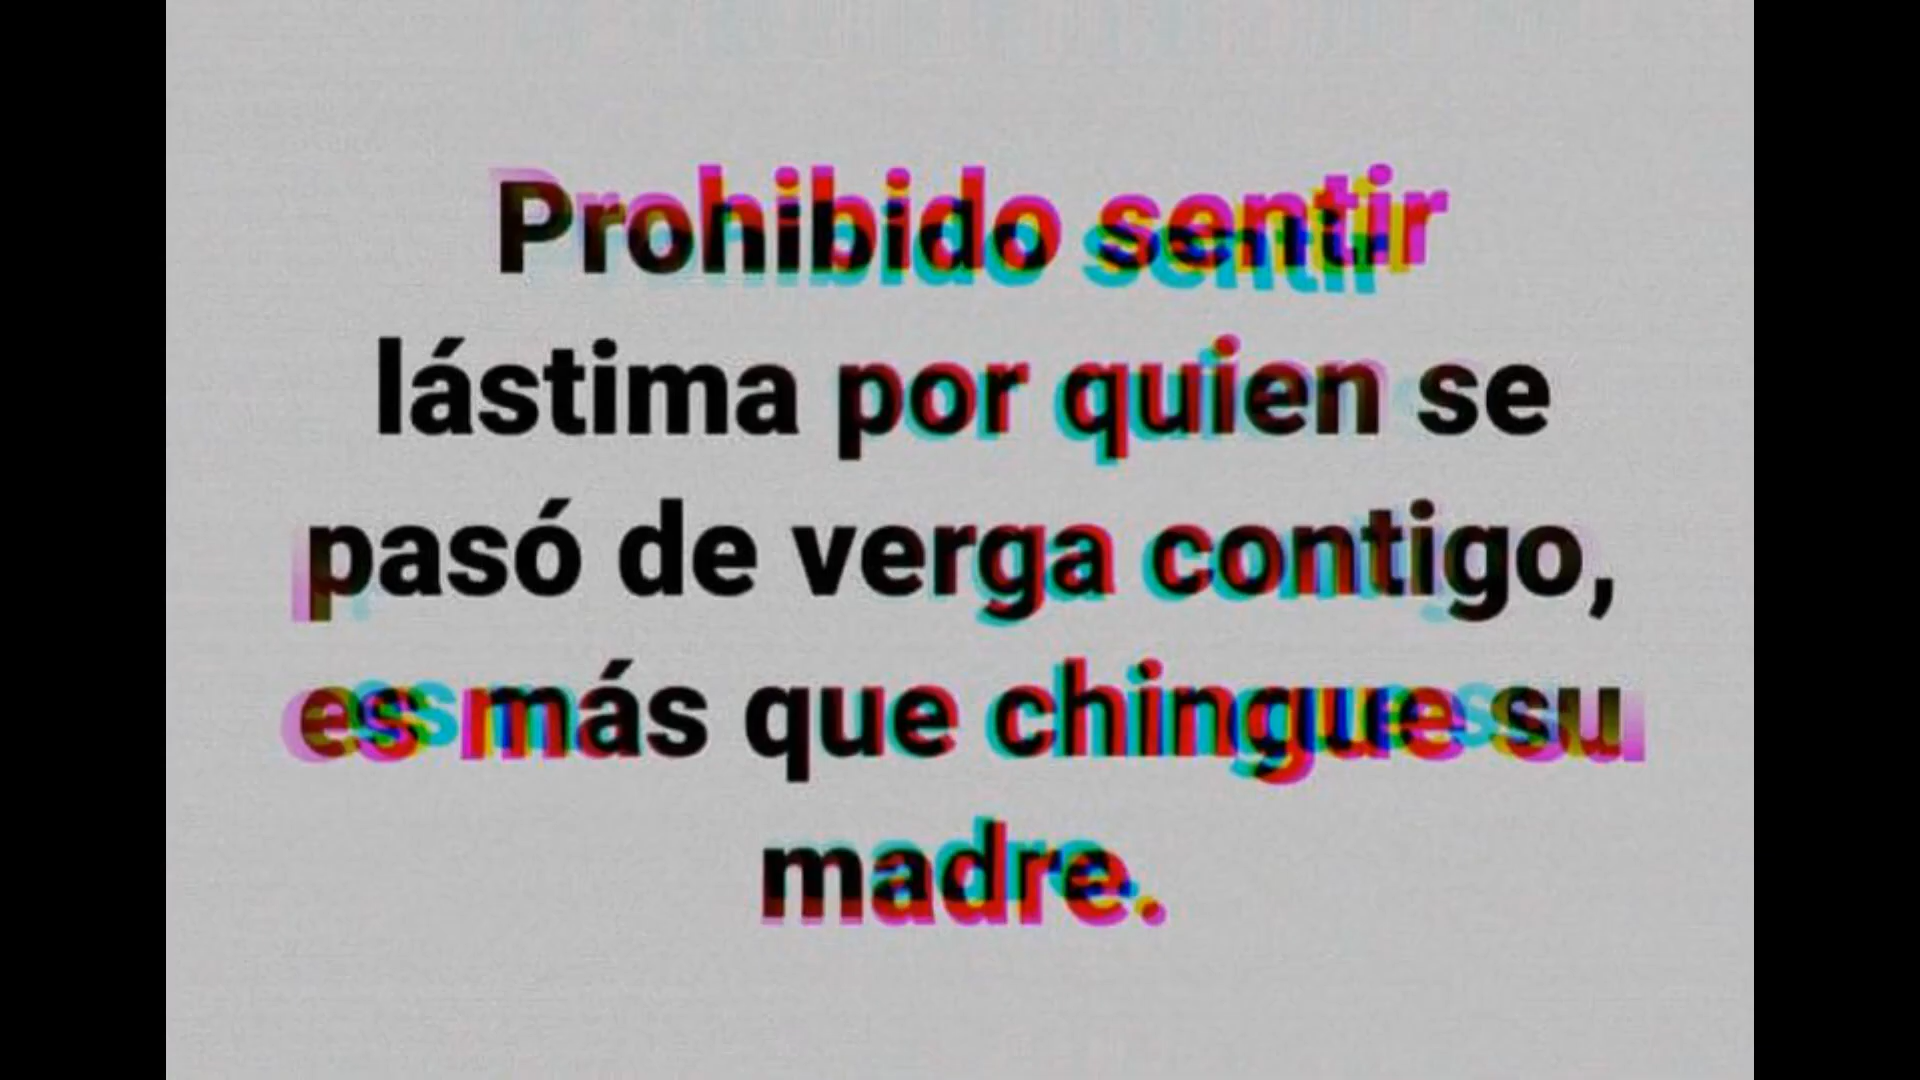 Prohibido sentir
lástima por quien se
pasó de verga contigo,
es más que chingue su
madre.